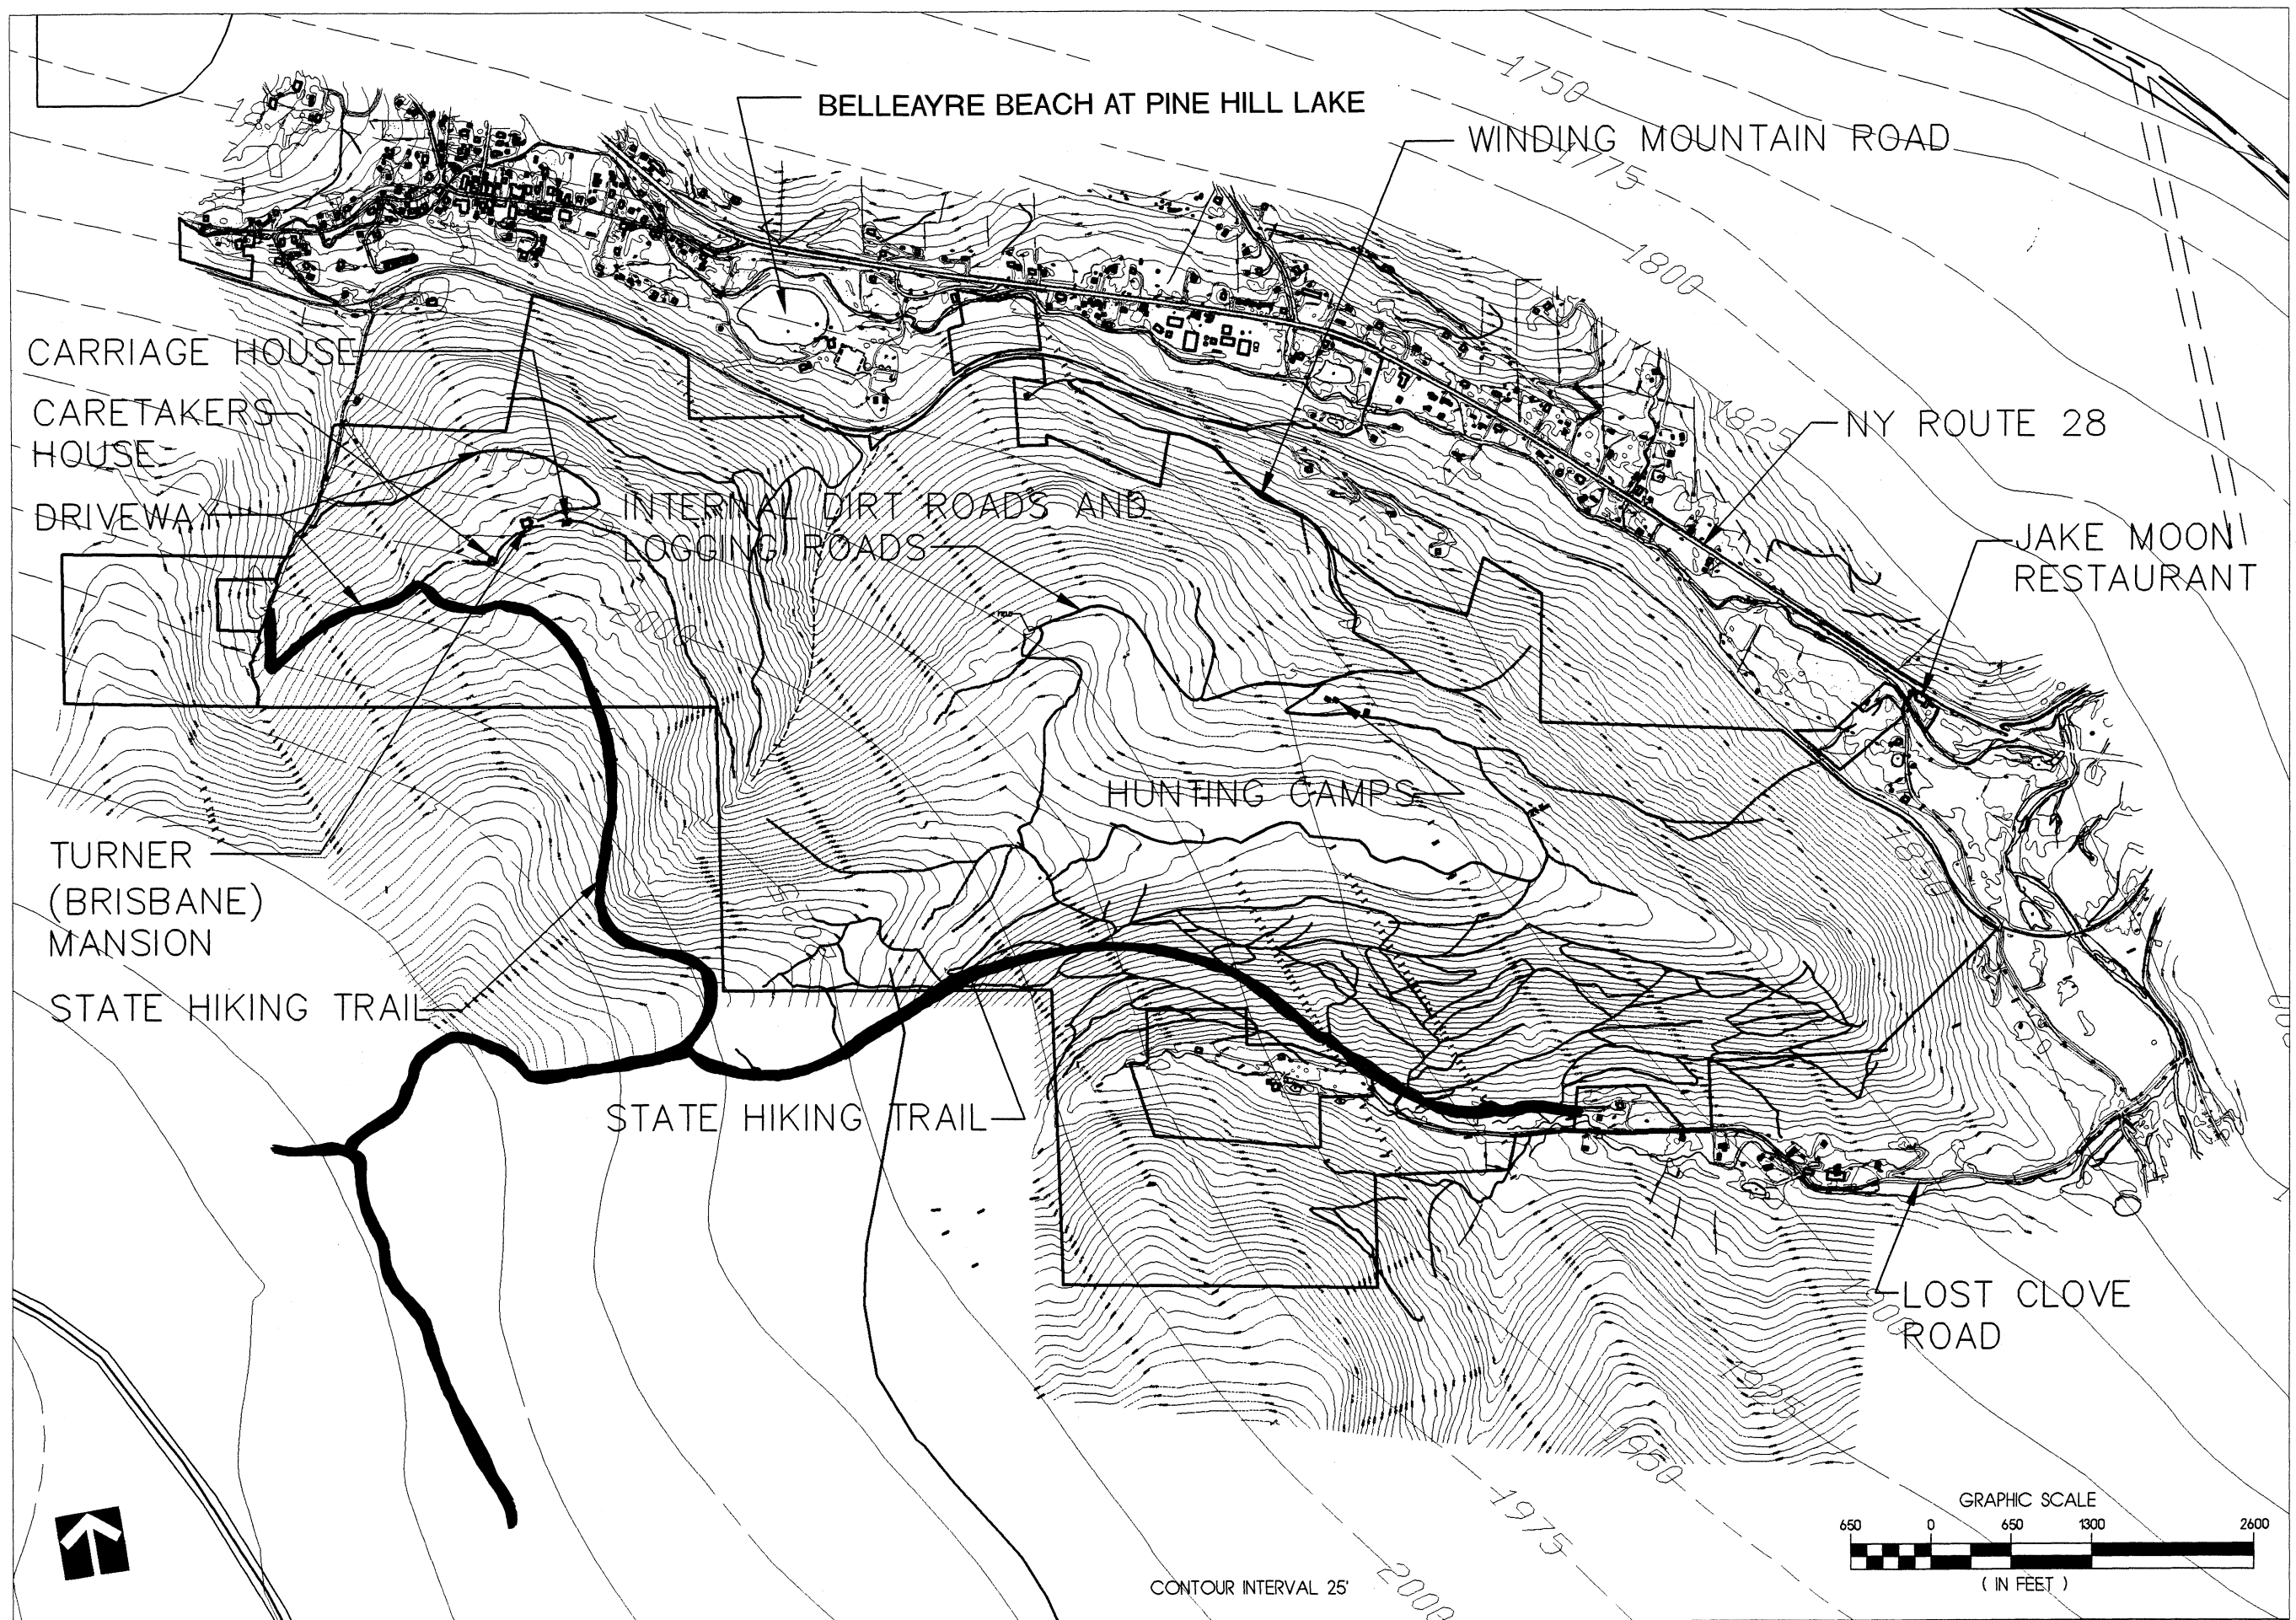 BELLEAYRE BEACH AT PINE HILL LAKE
WINDING MOUNTAIN ROAD
1750
1775
1800
CARRIAGE HOUSE
CARETAKERS
HOUSE
DRIVEWAY
INTERNAL DIRT ROADS AND
LOGGING ROADS
1825
NY ROUTE 28
JAKE MOON
RESTAURANT
2000
HUNTING CAMPS
1850
TURNER
(BRISBANE)
MANSION
STATE HIKING TRAIL
STATE HIKING TRAIL
LOST CLOVE
ROAD
1950
1975
2000
GRAPHIC SCALE
650 0 650 1300 2600
( IN FEET )
CONTOUR INTERVAL 25'